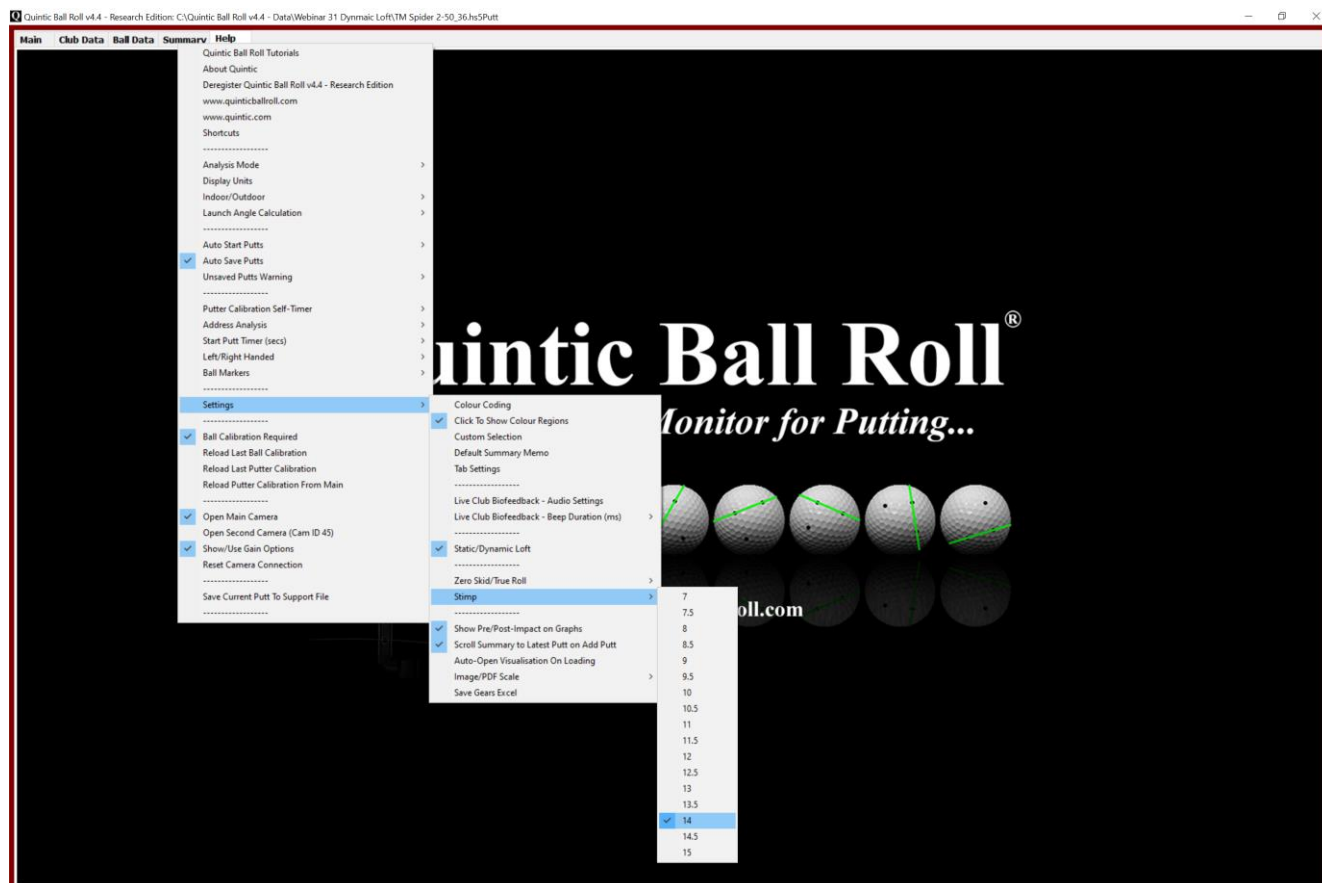 Quintic Ball Roll v4.4 - Research Edition: C:\Quintic Ball Roll v4.4 - Data\Webinar 31 Dynmaic Loft\TM Spider 2-50_36.hs5Putt
Main Club Data Ball Data Summary Help
Quintic Ball Roll Tutorials
About Quintic
Deregister Quintic Ball Roll v4.4 - Research Edition
www.quinticballroll.com
www.quintic.com
Shortcuts
------------------
Analysis Mode
Display Units
Indoor/Outdoor
Launch Angle Calculation
------------------
Auto Start Putts
Auto Save Putts
Unsaved Putts Warning
------------------
Putter Calibration Self-Timer
Address Analysis
Start Putt Timer (secs)
Left/Right Handed
Ball Markers
------------------
Settings
------------------
Ball Calibration Required
Reload Last Ball Calibration
Reload Last Putter Calibration
Reload Putter Calibration From Main
------------------
Open Main Camera
Open Second Camera (Cam ID 45)
Show/Use Gain Options
Reset Camera Connection
------------------
Save Current Putt To Support File
------------------
Colour Coding
Click To Show Colour Regions
Custom Selection
Default Summary Memo
Tab Settings
------------------
Live Club Biofeedback - Audio Settings
Live Club Biofeedback - Beep Duration (ms)
------------------
Static/Dynamic Loft
------------------
Zero Skid/True Roll
Stimp
------------------
Show Pre/Post-Impact on Graphs
Scroll Summary to Latest Putt on Add Putt
Auto-Open Visualisation On Loading
Image/PDF Scale
Save Gears Excel
7
7.5
8
8.5
9
9.5
10
10.5
11
11.5
12
12.5
13
13.5
14
14.5
15
uintic Ball Roll®
Monitor for Putting...
oll.com